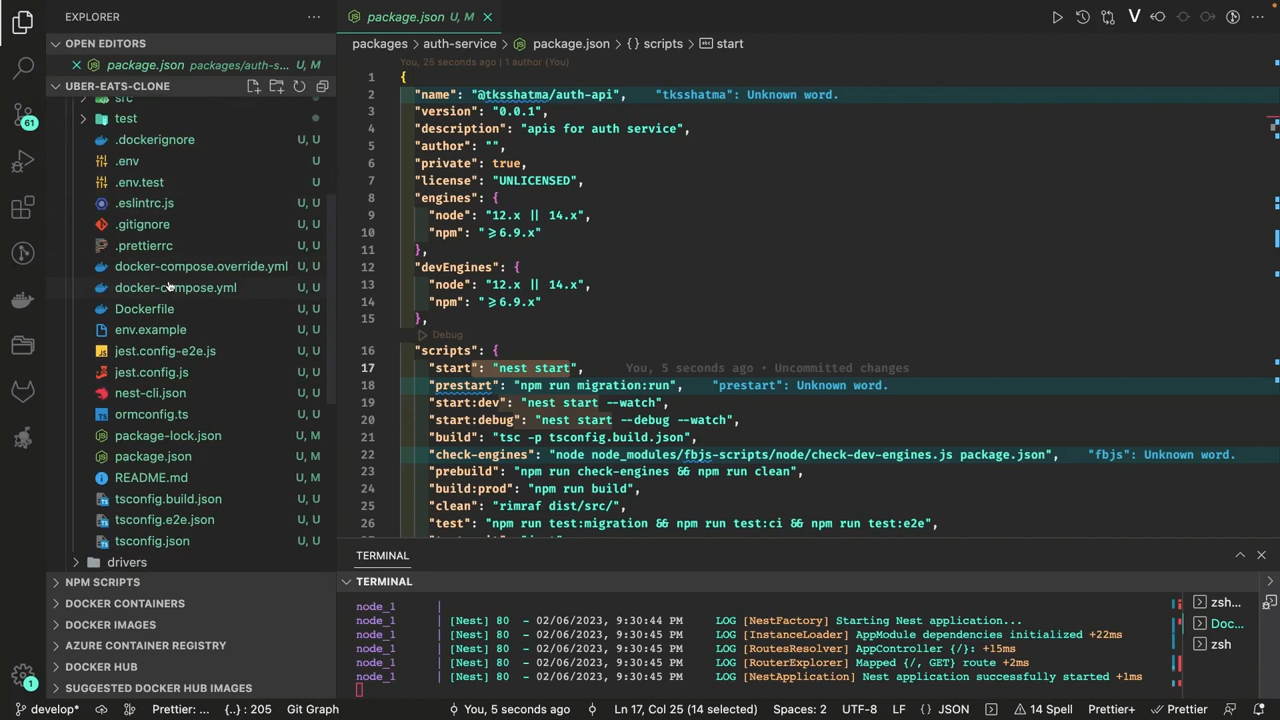 EXPLORER
OPEN EDITORS
package.json packages/auth-s... U, M
UBER-EATS-CLONE
src
test
.dockerignore U, U
.env U
.env.test U
.eslintrc.js U, U
.gitignore U, U
.prettierrc U, U
docker-compose.override.yml U, U
docker-compose.yml U, U
Dockerfile U, U
env.example U, U
jest.config-e2e.js U, U
jest.config.js U, U
nest-cli.json U, U
ormconfig.ts U, U
package-lock.json U, M
package.json U, M
README.md U, U
tsconfig.build.json U, U
tsconfig.e2e.json U, U
tsconfig.json U, U
drivers
NPM SCRIPTS
DOCKER CONTAINERS
DOCKER IMAGES
AZURE CONTAINER REGISTRY
DOCKER HUB
SUGGESTED DOCKER HUB IMAGES
61
1
package.json U, M
packages > auth-service > package.json > {} scripts > abc start
You, 25 seconds ago | 1 author (You)
1 {
2 "name": "@tksshatma/auth-api", "tksshatma": Unknown word.
3 "version": "0.0.1",
4 "description": "apis for auth service",
5 "author": "",
6 "private": true,
7 "license": "UNLICENSED",
8 "engines": {
9 "node": "12.x || 14.x",
10 "npm": "≥6.9.x"
11 },
12 "devEngines": {
13 "node": "12.x || 14.x",
14 "npm": "≥6.9.x"
15 },
Debug
16 "scripts": {
17 "start": "nest start", You, 5 seconds ago • Uncommitted changes
18 "prestart": "npm run migration:run", "prestart": Unknown word.
19 "start:dev": "nest start --watch",
20 "start:debug": "nest start --debug --watch",
21 "build": "tsc -p tsconfig.build.json",
22 "check-engines": "node node_modules/fbjs-scripts/node/check-dev-engines.js package.json", "fbjs": Unknown word.
23 "prebuild": "npm run check-engines && npm run clean",
24 "build:prod": "npm run build",
25 "clean": "rimraf dist/src/",
26 "test": "npm run test:migration && npm run test:ci && npm run test:e2e",
TERMINAL
TERMINAL
node_1 |
node_1 | [Nest] 80 - 02/06/2023, 9:30:44 PM LOG [NestFactory] Starting Nest application...
node_1 | [Nest] 80 - 02/06/2023, 9:30:44 PM LOG [InstanceLoader] AppModule dependencies initialized +22ms
node_1 | [Nest] 80 - 02/06/2023, 9:30:44 PM LOG [RoutesResolver] AppController {/}: +15ms
node_1 | [Nest] 80 - 02/06/2023, 9:30:44 PM LOG [RouterExplorer] Mapped {/, GET} route +2ms
node_1 | [Nest] 80 - 02/06/2023, 9:30:44 PM LOG [NestApplication] Nest application successfully started +1ms
zsh...
Doc...
zsh
develop* Prettier: ... {..} : 205 Git Graph You, 5 seconds ago Ln 17, Col 25 (14 selected) Spaces: 2 UTF-8 LF {} JSON 14 Spell Prettier+ Prettier